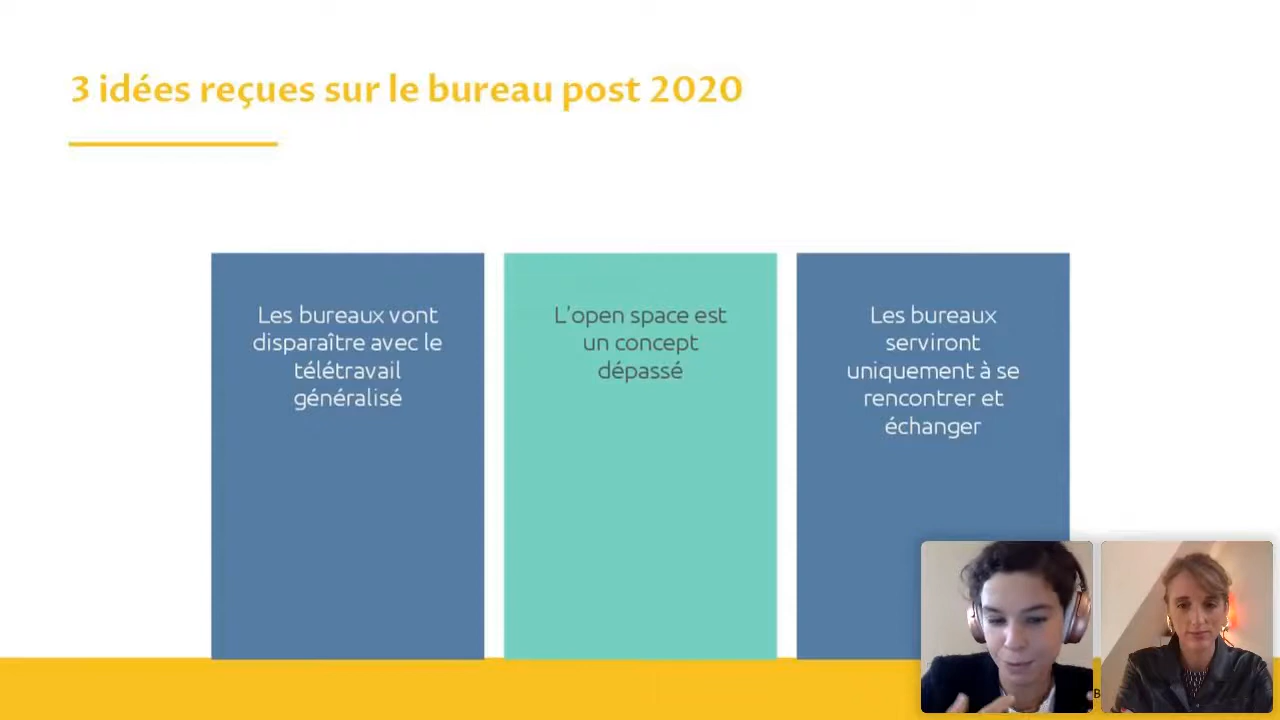 3 idées reçues sur le bureau post 2020
Les bureaux vont
disparaître avec le
télétravail
généralisé
L'open space est
un concept
dépassé
Les bureaux
serviront
uniquement à se
rencontrer et
échanger
B